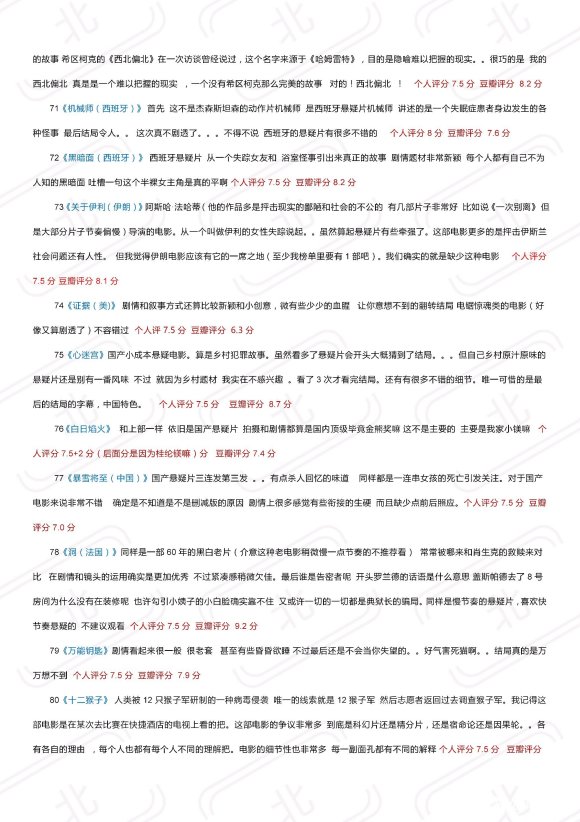 的故事 希区柯克的《西北偏北》在一次访谈曾经说过，这个名字来源于《哈姆雷特》，目的是隐喻难以把握的现实。。很巧的是 我的
西北偏北 真是是一个难以把握的现实 ，一个没有希区柯克那么完美的故事 对的！西北偏北 ！ 个人评分 7.5 分 豆瓣评分 8.2 分
71《机械师（西班牙）》首先 这不是杰森斯坦森的动作片机械师 是西班牙悬疑片机械师 讲述的是一个失眠症患者身边发生的各
种怪事 最后结局令人。。 这次真不剧透了。。。不得不说 西班牙的悬疑片有很多不错的 个人评分 8 分 豆瓣评分 7.6 分
72《黑暗面（西班牙）》 西班牙悬疑片 从一个失踪女友和 浴室怪事引出来真正的故事 剧情题材非常新颖 每个人都有自己不为
人知的黑暗面 吐槽一句这个半裸女主角是真的平啊 个人评分 7.5 分 豆瓣评分 8.2 分
73《关于伊利（伊朗）》阿斯哈 法哈蒂（他的作品多是抨击现实的鄙陋和社会的不公的 有几部片子非常好 比如说《一次别离》 但
是大部分片子节奏偏慢）导演的电影。从一个叫做伊利的女性失踪说起。。虽然算起悬疑片有些牵强了。这部电影更多的是抨击伊斯兰
社会问题还有人性。 但我觉得伊朗电影应该有它的一席之地（至少我榜单里要有 1 部吧）。我们确实的就是缺少这种电影 个人评分
7.5 分 豆瓣评分 8.1 分
74《证据（美)》 剧情和叙事方式还算比较新颖和小创意，微有些少少的血腥 让你意想不到的翻转结局 电锯惊魂类的电影（好
像又算剧透了）不容错过 个人评 7.5 分 豆瓣评分 6.3 分
75《心迷宫》国产小成本悬疑电影。算是乡村犯罪故事。虽然看多了悬疑片会开头大概猜到了结局。。。但自己乡村原汁原味的
悬疑片还是别有一番风味 不过 就因为乡村题材 我实在不感兴趣 。看了 3 次才看完结局。还有有很多不错的细节。唯一可惜的是最
后的结局的字幕，中国特色。 个人评分 7.5 分 豆瓣评分 8.7 分
76《白日焰火》 和上部一样 依旧是国产悬疑片 拍摄和剧情都算是国内顶级毕竟金熊奖嘛 这不是主要的 主要是我家小镁嘛 个
人评分 7.5+2 分（后面分是因为桂纶镁嘛）分 豆瓣评分 7.4 分
77《暴雪将至（中国）》国产悬疑片三连发第三发 。。有点杀人回忆的味道 同样都是一连串女孩的死亡引发关注。对于国产
电影来说非常不错 确定是不知道是不是删减版的原因 剧情上很多感觉有些衔接的生硬 而且缺少点前后照应。个人评分 7.5 分 豆瓣
评分 7.0 分
78《洞（法国）》同样是一部 60 年的黑白老片（介意这种老电影稍微慢一点节奏的不推荐看） 常常被哪来和肖生克的救赎来对
比 在剧情和镜头的运用确实是更加优秀 不过紧凑感稍微欠佳。最后谁是告密者呢 开头罗兰德的话语是什么意思 盖斯帕德去了 8 号
房间为什么没有在装修呢 也许勾引小姨子的小白脸确实靠不住 又或许一切的一切都是典狱长的骗局。同样是慢节奏的悬疑片，喜欢快
节奏悬疑的 不建议观看 个人评分 7.5 分 豆瓣评分 9.2 分
79《万能钥匙》剧情看起来很一般 很老套 甚至有些昏昏欲睡 不过最后还是不会当你失望的。。好气害死猫啊。。结局真的是万
万想不到 个人评分 7.5 分 豆瓣评分 7.9 分
80《十二猴子》 人类被 12 只猴子军研制的一种病毒侵袭 唯一的线索就是 12 猴子军 然后志愿者返回过去调查猴子军。我记得这
部电影是在某次去比赛在快捷酒店的电视上看的把。这部电影的争议非常多 到底是科幻片还是精分片，还是宿命论还是因果轮。。各
有各自的理由 ，每个人也都有每个人不同的理解把。电影的细节性也非常多 每一副面孔都有不同的解释 个人评分 7.5 分 豆瓣评分